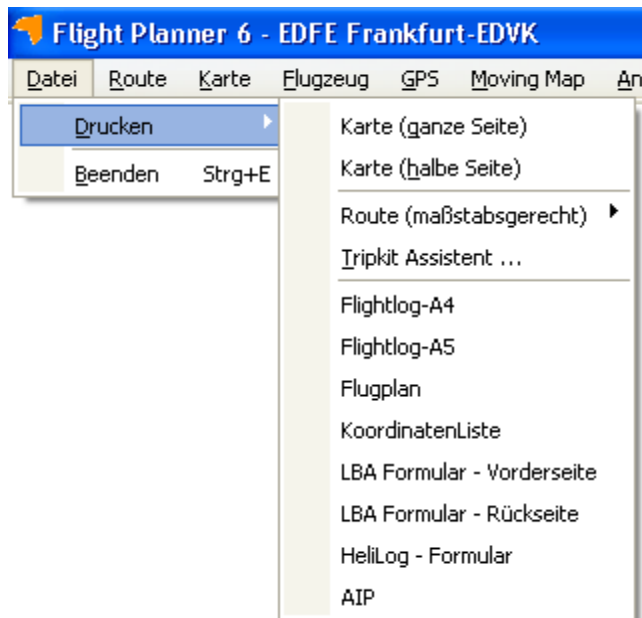 Flight Planner 6 - EDFE Frankfurt-EDVK
Datei Route Karte Flugzeug GPS Moving Map An
Drucken
Beenden Strg+E
Karte (ganze Seite)
Karte (halbe Seite)
Route (maßstabsgerecht)
Tripkit Assistent ...
Flightlog-A4
Flightlog-A5
Flugplan
KoordinatenListe
LBA Formular - Vorderseite
LBA Formular - Rückseite
HeliLog - Formular
AIP